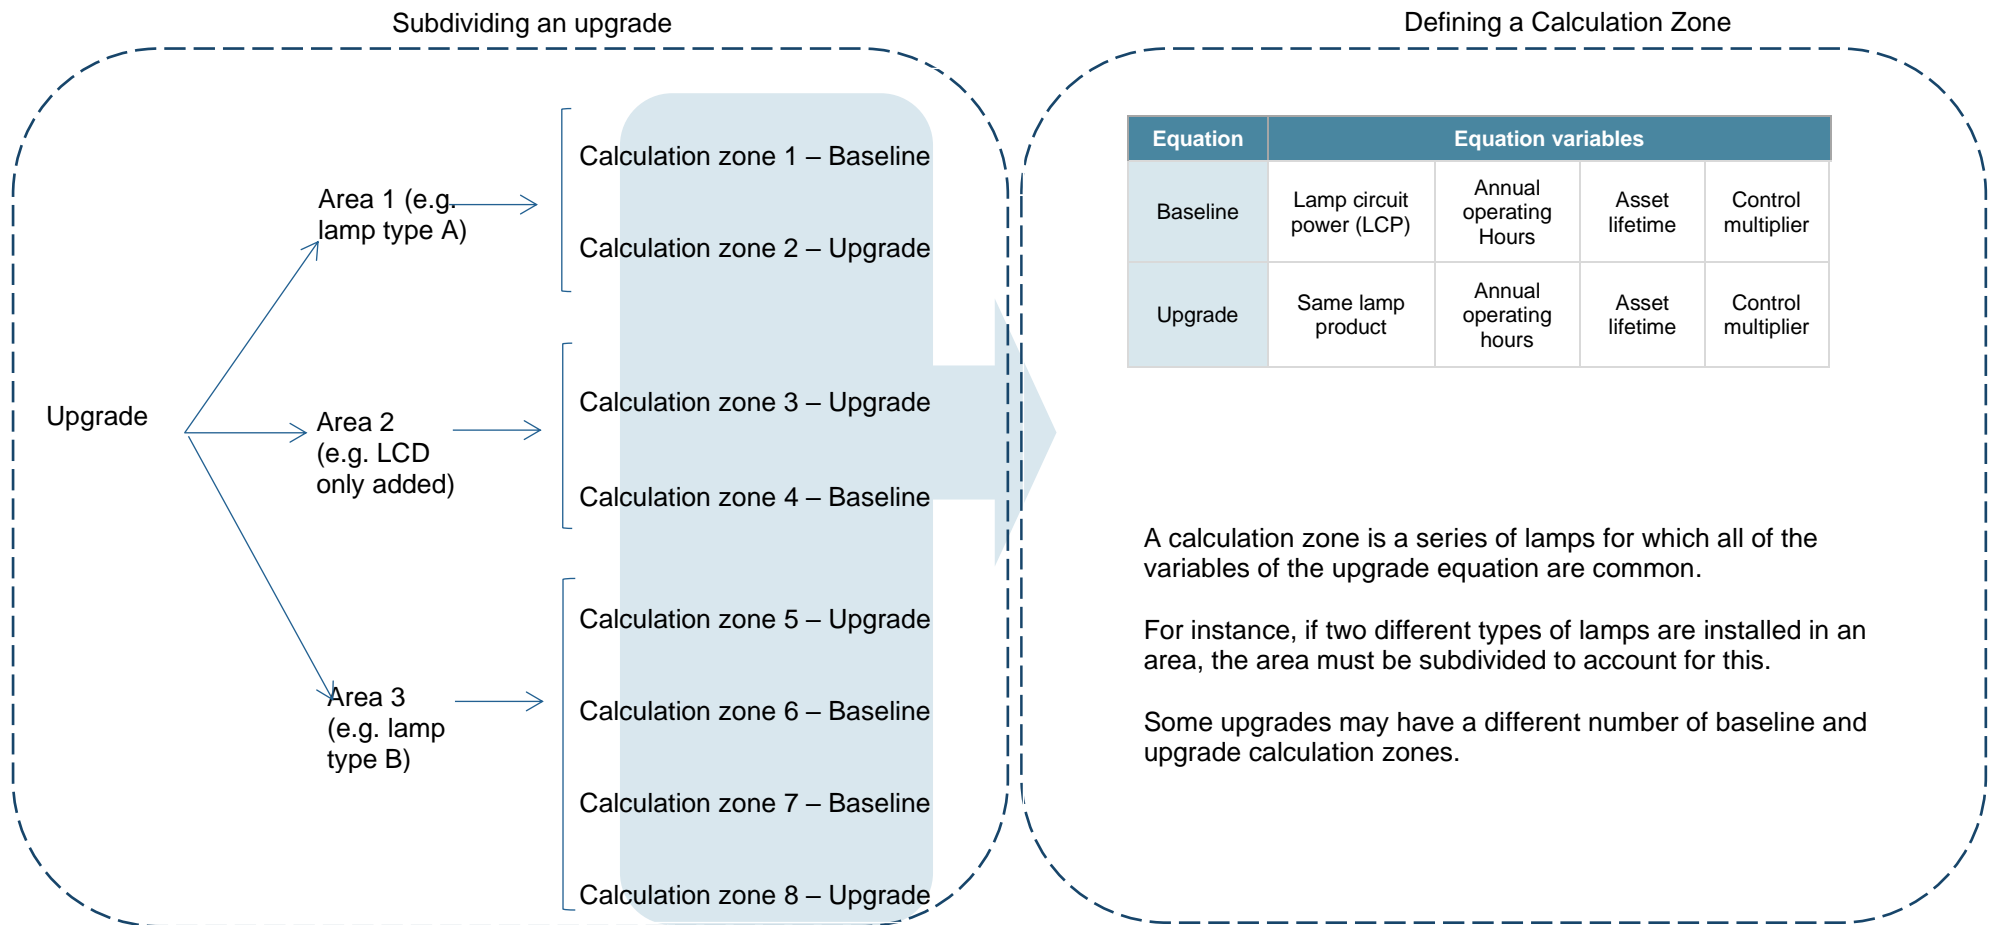 Subdividing an upgrade
Upgrade
Area 1 (e.g.
lamp type A)
Area 2
(e.g. LCD
only added)
Area 3
(e.g. lamp
type B)
Calculation zone 1 – Baseline
Calculation zone 2 – Upgrade
Calculation zone 3 – Upgrade
Calculation zone 4 – Baseline
Calculation zone 5 – Upgrade
Calculation zone 6 – Baseline
Calculation zone 7 – Baseline
Calculation zone 8 – Upgrade
Defining a Calculation Zone
Equation
Equation variables
Baseline
Lamp circuit
power (LCP)
Annual
operating
Hours
Asset
lifetime
Control
multiplier
Upgrade
Same lamp
product
Annual
operating
hours
Asset
lifetime
Control
multiplier
A calculation zone is a series of lamps for which all of the
variables of the upgrade equation are common.
For instance, if two different types of lamps are installed in an
area, the area must be subdivided to account for this.
Some upgrades may have a different number of baseline and
upgrade calculation zones.